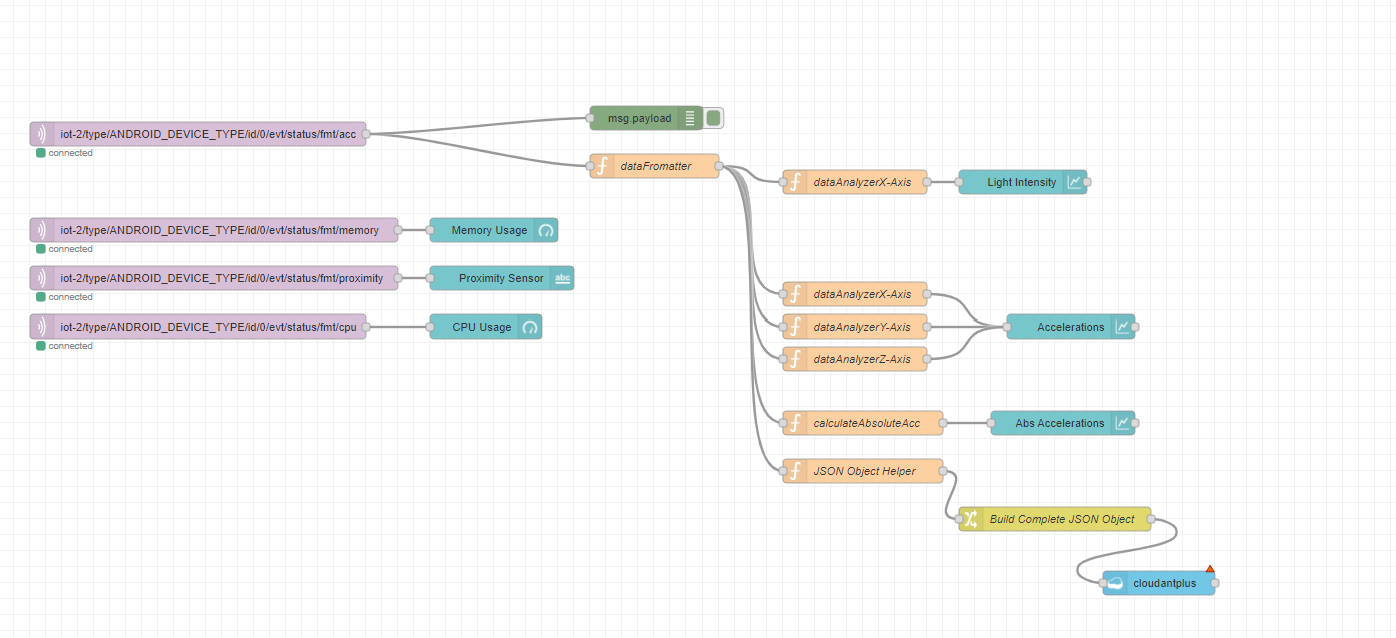 msg.payload
iot-2/type/ANDROID_DEVICE_TYPE/id/0/evt/status/fmt/acc
connected
dataFromatter
dataAnalyzerX-Axis
Light Intensity
iot-2/type/ANDROID_DEVICE_TYPE/id/0/evt/status/fmt/memory
Memory Usage
connected
iot-2/type/ANDROID_DEVICE_TYPE/id/0/evt/status/fmt/proximity
Proximity Sensor
abc
connected
dataAnalyzerX-Axis
iot-2/type/ANDROID_DEVICE_TYPE/id/0/evt/status/fmt/cpu
CPU Usage
connected
dataAnalyzerY-Axis
Accelerations
dataAnalyzerZ-Axis
calculateAbsoluteAcc
Abs Accelerations
JSON Object Helper
Build Complete JSON Object
cloudantplus